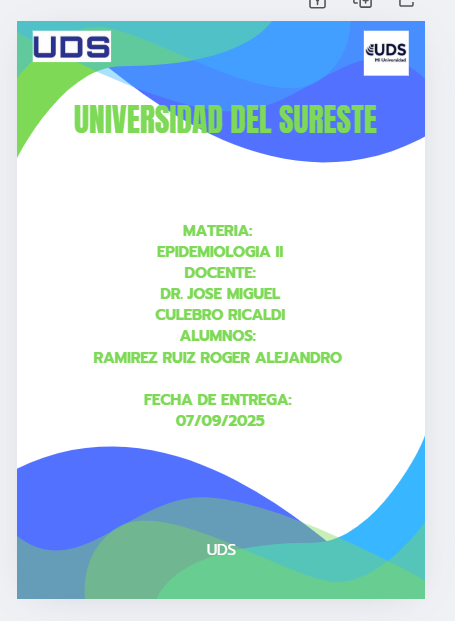 UDS
UDS
Mi Universidad
UNIVERSIDAD DEL SURESTE
MATERIA:
EPIDEMIOLOGIA II
DOCENTE:
DR. JOSE MIGUEL
CULEBRO RICALDI
ALUMNOS:
RAMIREZ RUIZ ROGER ALEJANDRO
FECHA DE ENTREGA:
07/09/2025
UDS